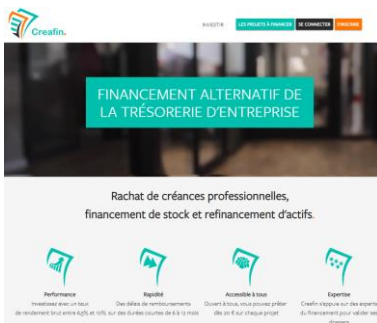 Creafin.
INVESTIR
LES PROJETS À FINANCER
SE CONNECTER
S'INSCRIRE
FINANCEMENT ALTERNATIF DE
LA TRÉSORERIE D'ENTREPRISE
Rachat de créances professionnelles,
financement de stock et refinancement d'actifs.
Performance
Investissez avec un taux
de rendement brut entre et 10%
Rapidité
Des délais de remboursements
sur des durées courtes de 6 à 12 mois
Accessible à tous
Ouvert à tous, vous pouvez prêter
dès 20 € sur chaque projet
Expertise
Creafin s'appuie sur des experts
du financement pour valider ses
dossiers